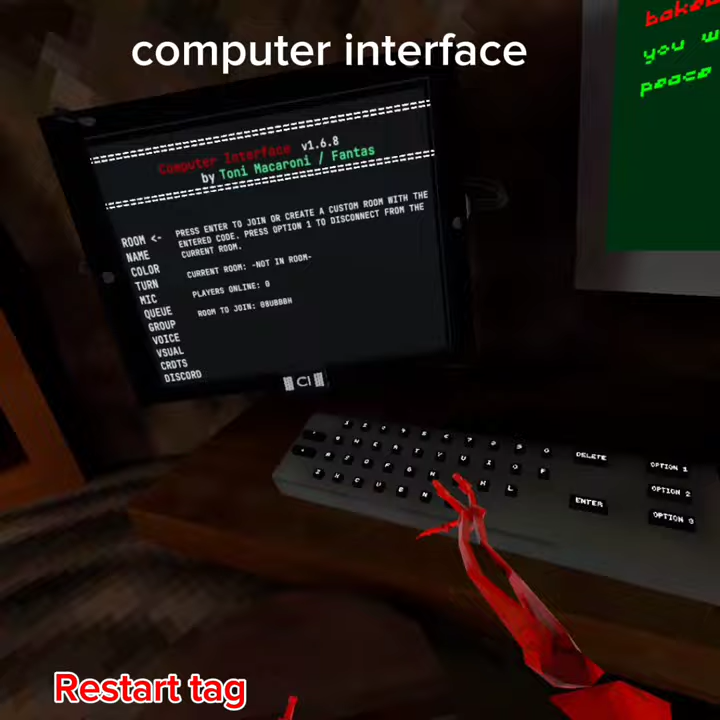 computer interface
baked
you w
peace
Computer Interface v1.6.8
by Toni Macaroni / Fantas
ROOM <- PRESS ENTER TO JOIN OR CREATE A CUSTOM ROOM WITH THE
NAME ENTERED CODE. PRESS OPTION 1 TO DISCONNECT FROM THE
COLOR CURRENT ROOM.
TURN CURRENT ROOM: -NOT IN ROOM-
MIC
QUEUE PLAYERS ONLINE: 0
GROUP ROOM TO JOIN:
VOICE
VSUAL
CRDTS
DISCORD
CI
DELETE
OPTION 1
OPTION 2
ENTER
OPTION 3
Restart tag